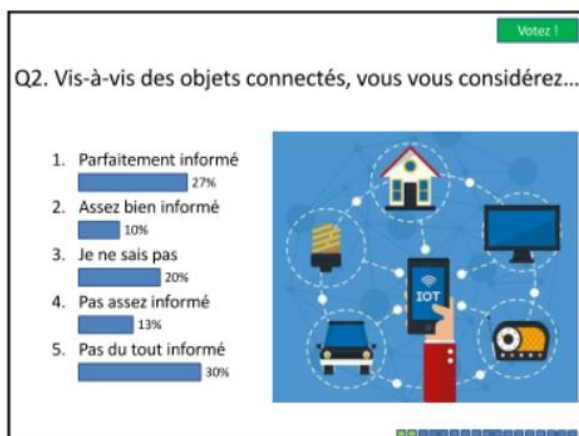 Votez !
Q2. Vis-à-vis des objets connectés, vous vous considérez...
1. Parfaitement informé
27%
2. Assez bien informé
10%
3. Je ne sais pas
20%
4. Pas assez informé
13%
5. Pas du tout informé
30%
IOT